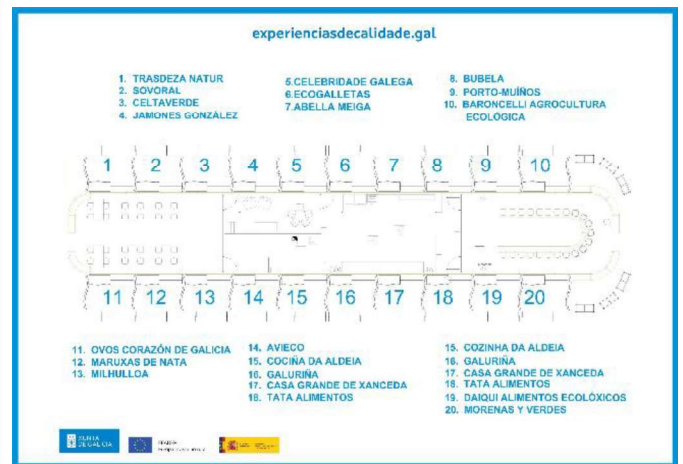 experienciasdecalidade.gal
1. TRASDEZA NATUR
2. SOVORAL
3. CELTAVERDE
4. JAMONES GONZÁLEZ
5.CELEBRIDADE GALEGA
6.ECOGALLETAS
7.ABELLA MEIGA
8. BUBELA
9. PORTO-MUÍÑOS
10. BARONCELLI AGROCULTURA
ECOLÓGICA
1 2 3 4 5 6 7 8 9 10
11 12 13 14 15 16 17 18 19 20
11. OVOS CORAZÓN DE GALICIA
12. MARUXAS DE NATA
13. MILHULLOA
14. AVIECO
15. COCIÑA DA ALDEIA
16. GALURIÑA
17. CASA GRANDE DE XANCEDA
18. TATA ALIMENTOS
15. COZINHA DA ALDEIA
16. GALURIÑA
17. CASA GRANDE DE XANCEDA
18. TATA ALIMENTOS
19. DAIQUI ALIMENTOS ECOLÓXICOS
20. MORENAS Y VERDES
XUNTA
DE GALICIA